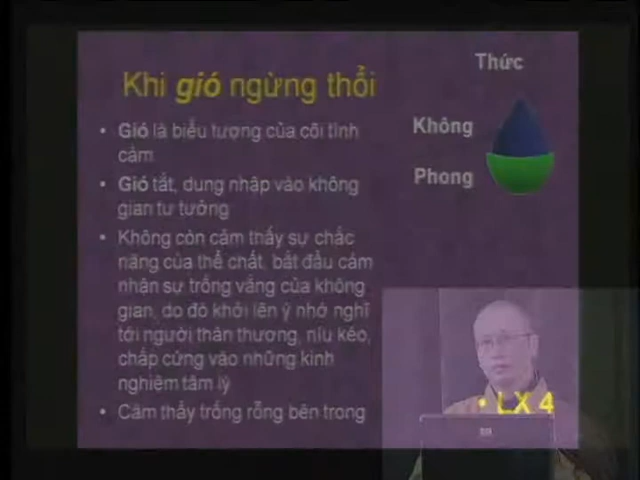 Thức
Khi gió ngừng thổi
Không
Phong
• Gió là biểu tượng của cõi tình
cảm
• Gió tắt, dung nhập vào không
gian tư tưởng
• Không còn cảm thấy sự chắc
năng của thể chất, bắt đầu cảm
nhận sự trống vắng của không
gian, do đó khởi lên ý nhớ nghĩ
tới người thân thương, níu kéo,
chấp cứng vào những kinh
nghiệm tâm lý
• Cảm thấy trống rỗng bên trong
• LX 4